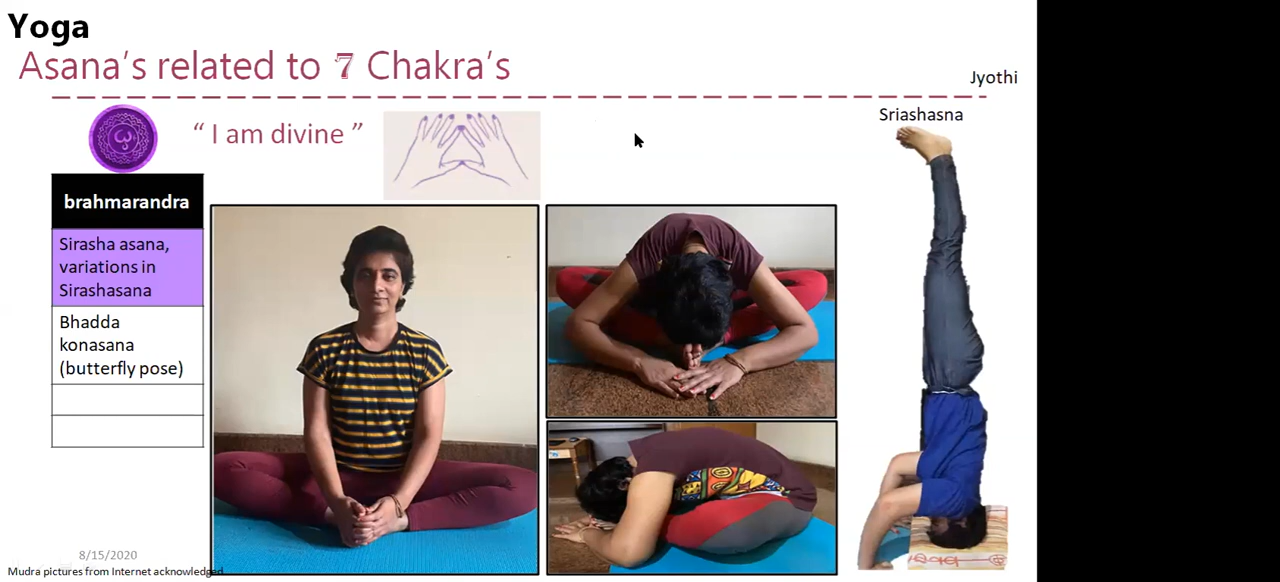 Yoga
Asana's related to 7 Chakra's
Jyothi
Sriashasna
“ I am divine ”
brahmarandra
Sirasha asana,
variations in
Sirashasana
Bhadda
konasana
(butterfly pose)
8/15/2020
Mudra pictures from Internet acknowledged